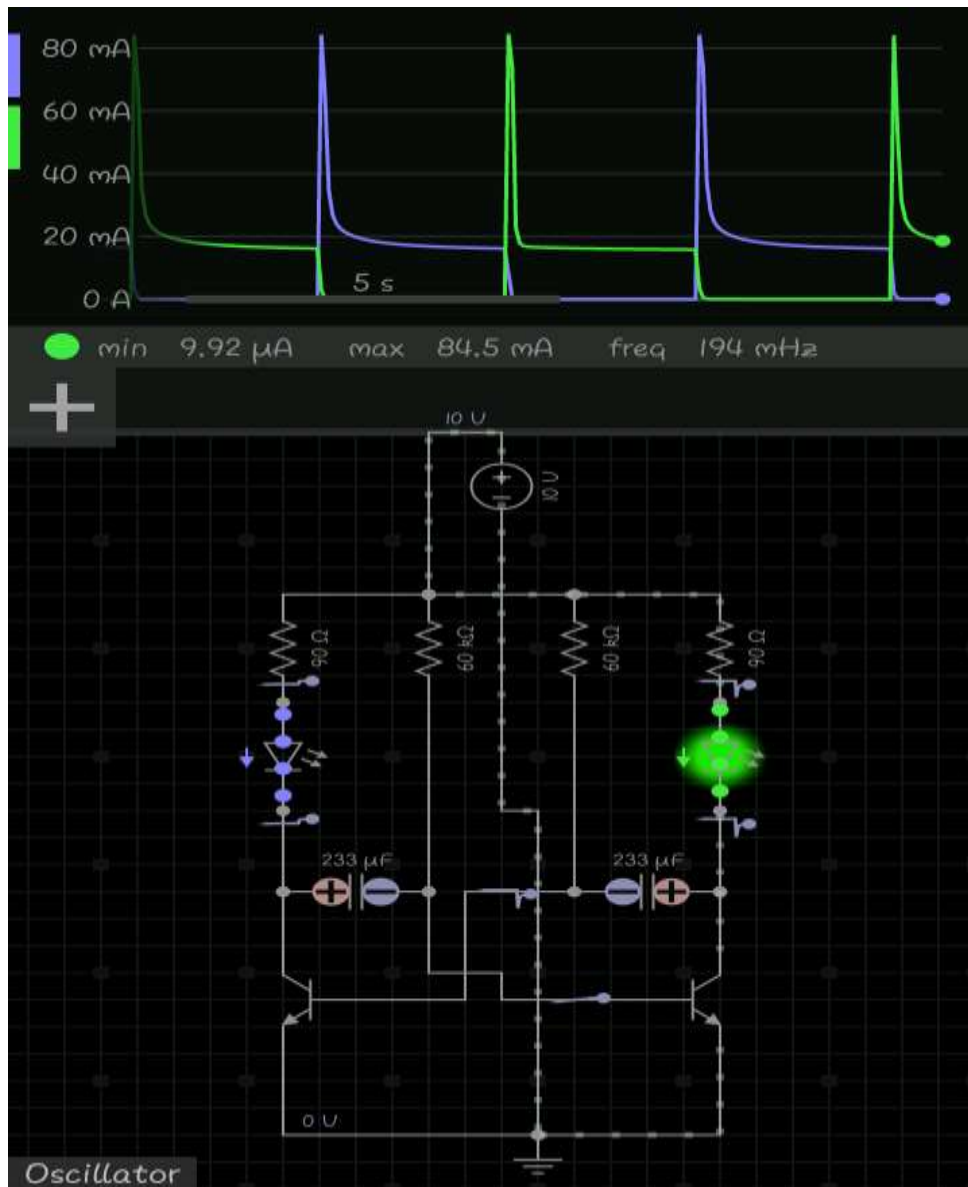 80 mA
60 mA
40 mA
20 mA
5 s
0 A
min 9.92 µA max 84.5 mA freq 194 mHz
10 V
10 V
90 Ω
60 kΩ
60 kΩ
90 Ω
233 µF
233 µF
0 V
Oscillator